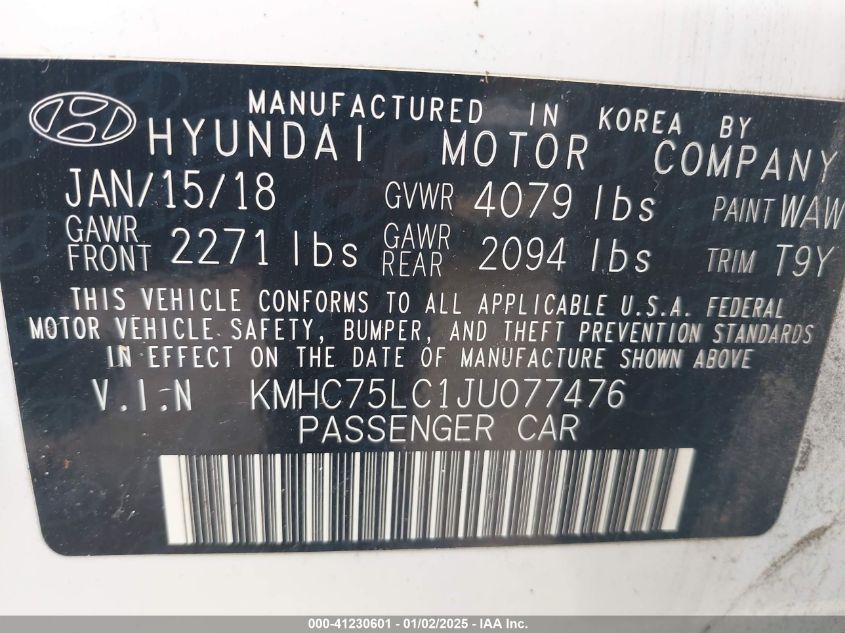 MANUFACTURED IN KOREA BY
HYUNDAI MOTOR COMPANY
JAN/15/18 GVWR 4079 lbs PAINT WAW
GAWR FRONT 2271 lbs GAWR REAR 2094 lbs TRIM T9Y
THIS VEHICLE CONFORMS TO ALL APPLICABLE U.S.A. FEDERAL
MOTOR VEHICLE SAFETY, BUMPER, AND THEFT PREVENTION STANDARDS
IN EFFECT ON THE DATE OF MANUFACTURE SHOWN ABOVE
V.I.N KMHC75LC1JU077476
PASSENGER CAR
000-41230601 - 01/02/2025 - IAA Inc.